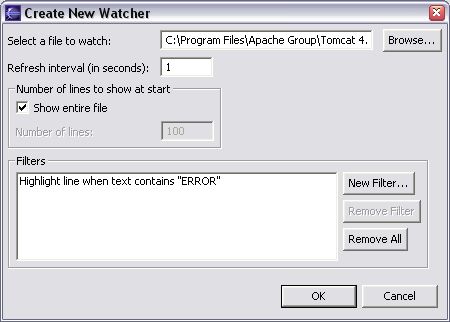 Create New Watcher
Select a file to watch: C:\Program Files\Apache Group\Tomcat 4. Browse...
Refresh interval (in seconds): 1
Number of lines to show at start
Show entire file
Number of lines: 100
Filters
Highlight line when text contains "ERROR"
New Filter...
Remove Filter
Remove All
OK Cancel